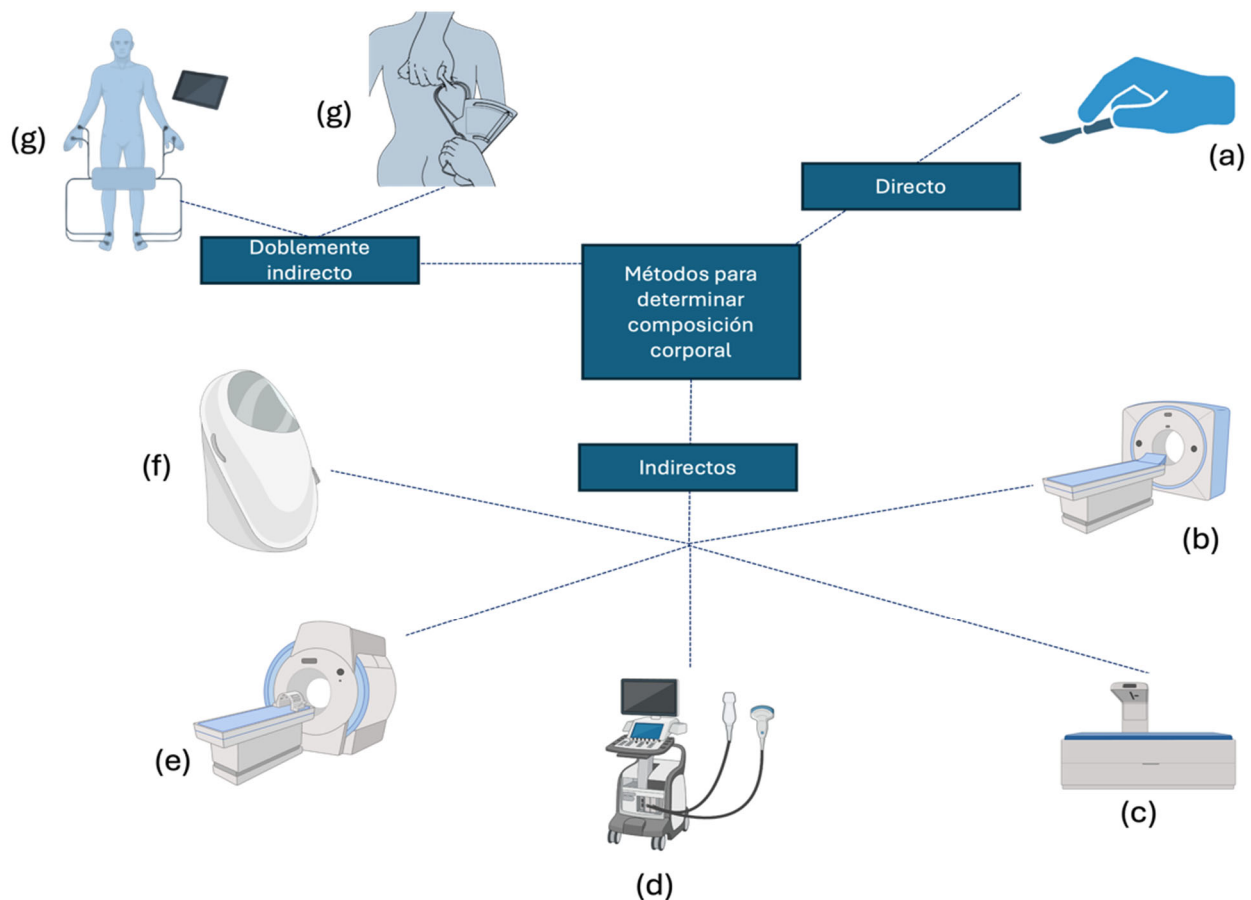 (g)
(g)
(a)
Directo
Doblemente
indirecto
Métodos para
determinar
composición
corporal
(f)
Indirectos
(b)
(e)
(c)
(d)